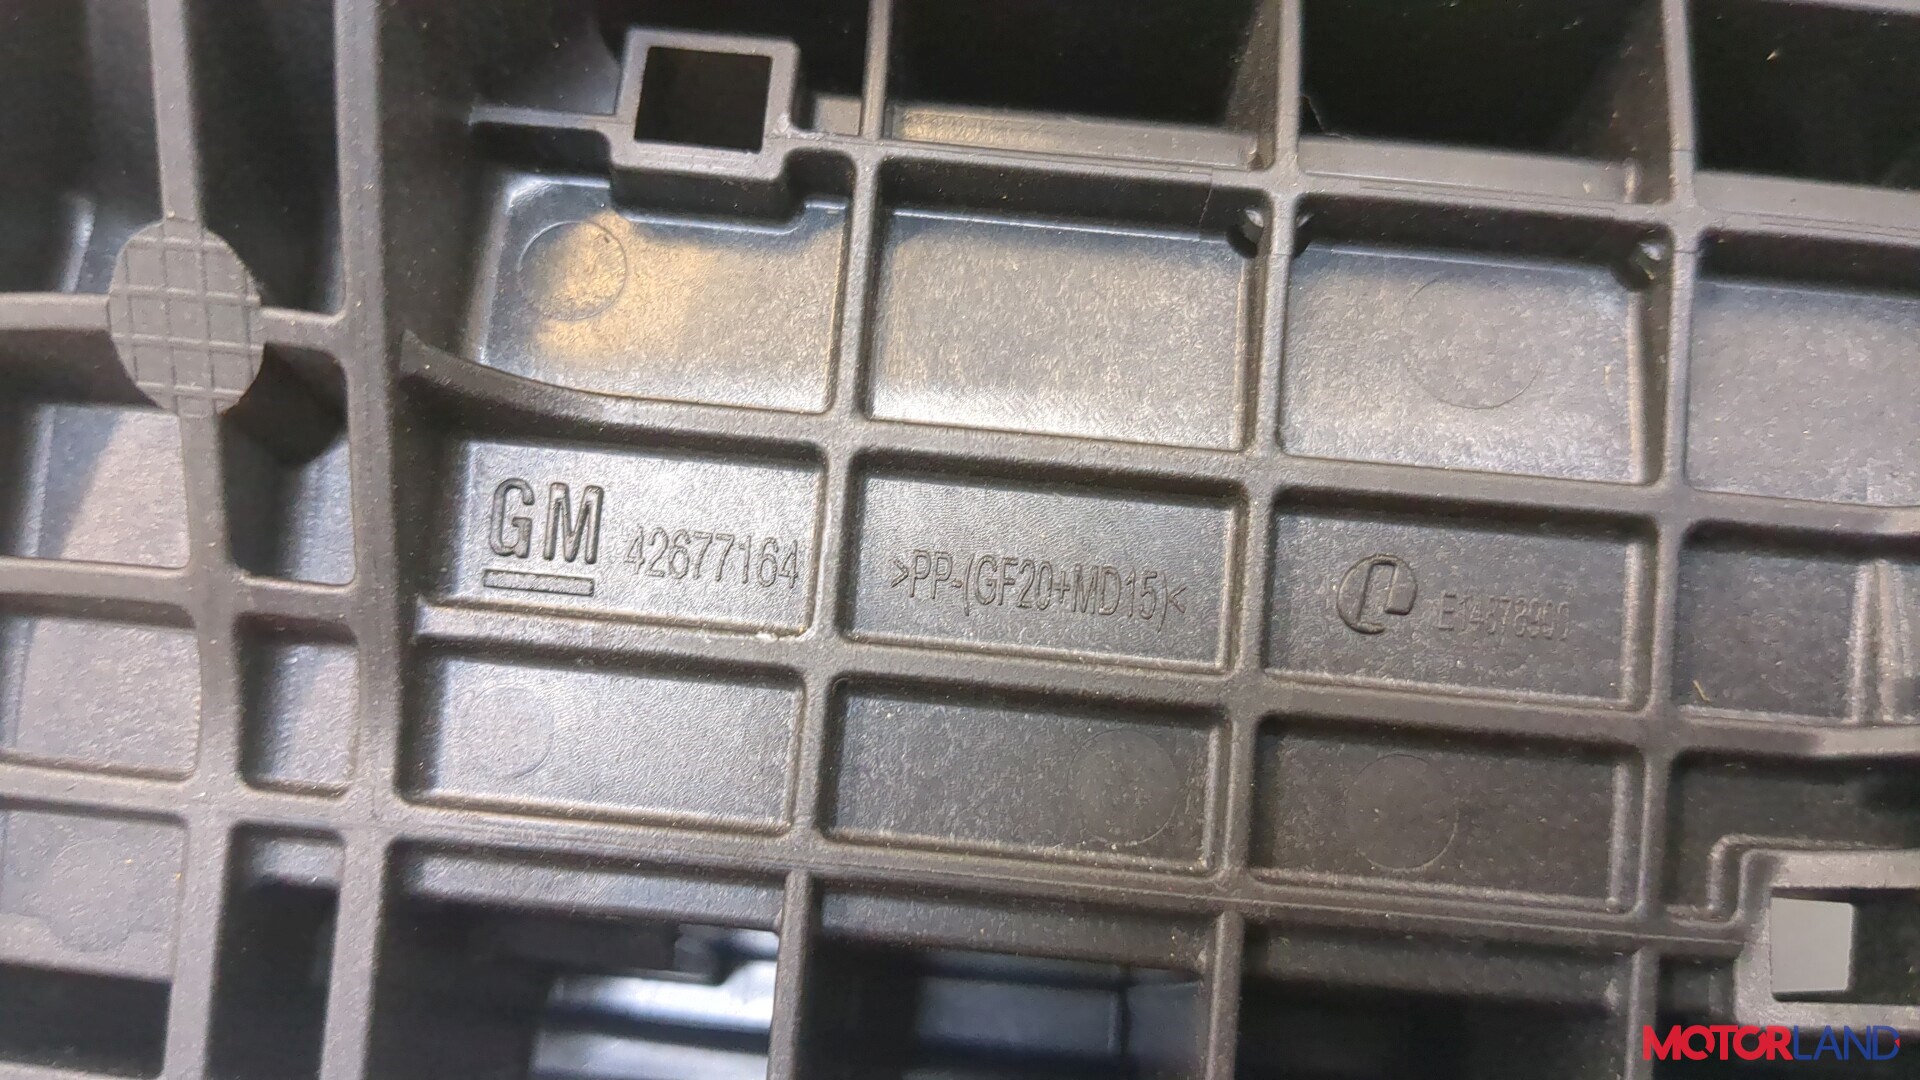 GM 42677164
>PP-(GF20+MD15)<
MOTORLAND